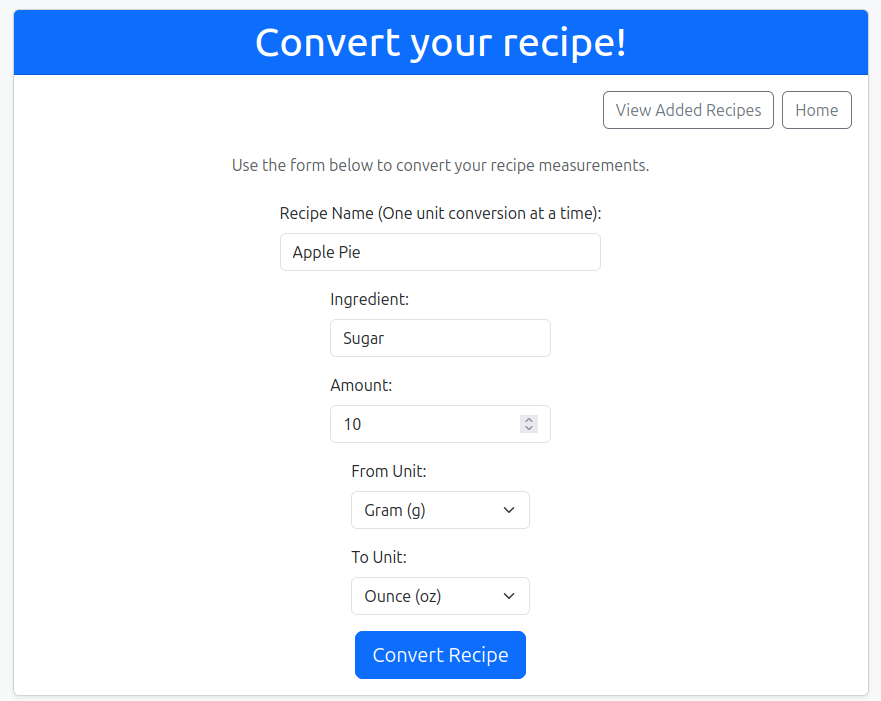 Convert your recipe!
View Added Recipes
Home
Use the form below to convert your recipe measurements.
Recipe Name (One unit conversion at a time):
Apple Pie
Ingredient:
Sugar
Amount:
10
From Unit:
Gram (g)
To Unit:
Ounce (oz)
Convert Recipe